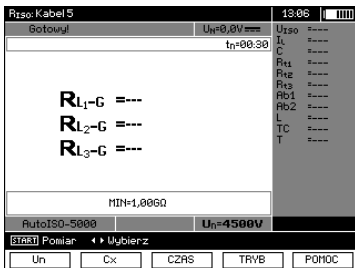 RISO: Kabel 5 13:06
Gotowy! UN=0,0V
tn=00:30
RL1-G =---
RL2-G =---
RL3-G =---
MIN=1,00GΩ
AutoISO-5000 Un=4500V
UISO =---
IL =---
C =---
Rt1 =---
Rt2 =---
Rt3 =---
Ab1 =---
Ab2 =---
L =---
TC =---
T =---
START Pomiar Wybierz
Un Cx CZAS TRYB POMOC